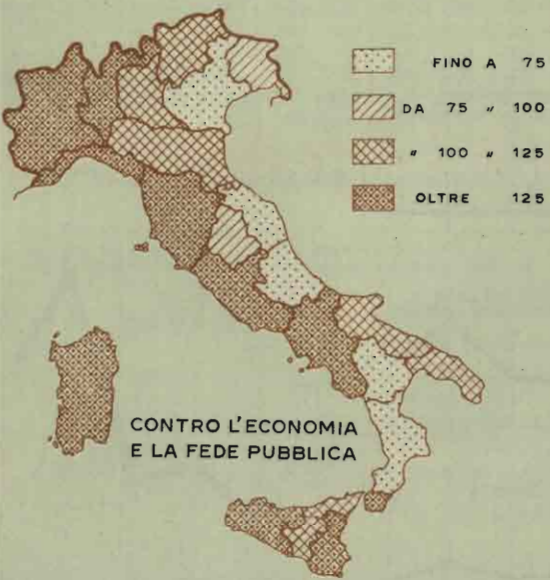 FINO A 75
DA 75 " 100
" 100 " 125
OLTRE 125
CONTRO L'ECONOMIA
E LA FEDE PUBBLICA